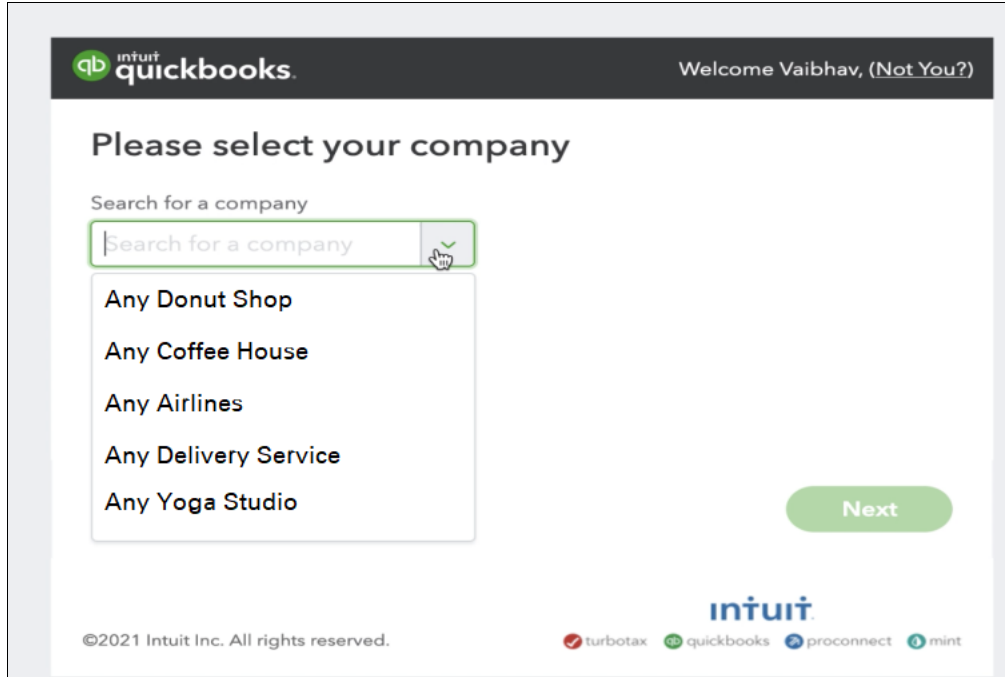 intuit
qb quickbooks.
Welcome Vaibhav, (Not You?)
Please select your company
Search for a company
Search for a company
Any Donut Shop
Any Coffee House
Any Airlines
Any Delivery Service
Any Yoga Studio
Next
intuit
©2021 Intuit Inc. All rights reserved.
turbotax qb quickbooks proconnect mint